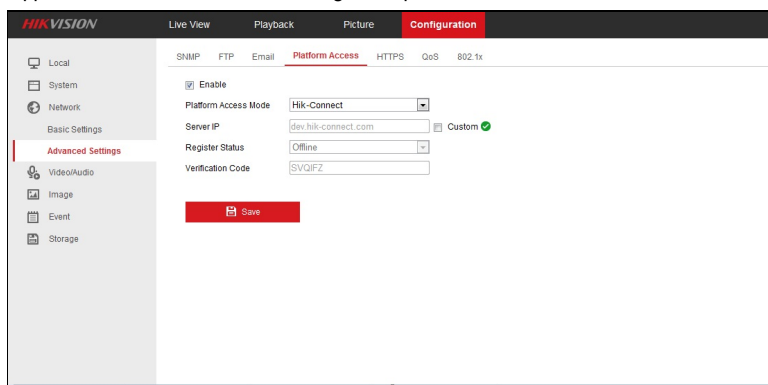 HIKVISION Live View Playback Picture Configuration
SNMP FTP Email Platform Access HTTPS QoS 802.1x
Local
System
Network
Basic Settings
Advanced Settings
Video/Audio
Image
Event
Storage
Enable
Platform Access Mode Hik-Connect
Server IP dev.hik-connect.com Custom
Register Status Offline
Verification Code SVQIFZ
Save